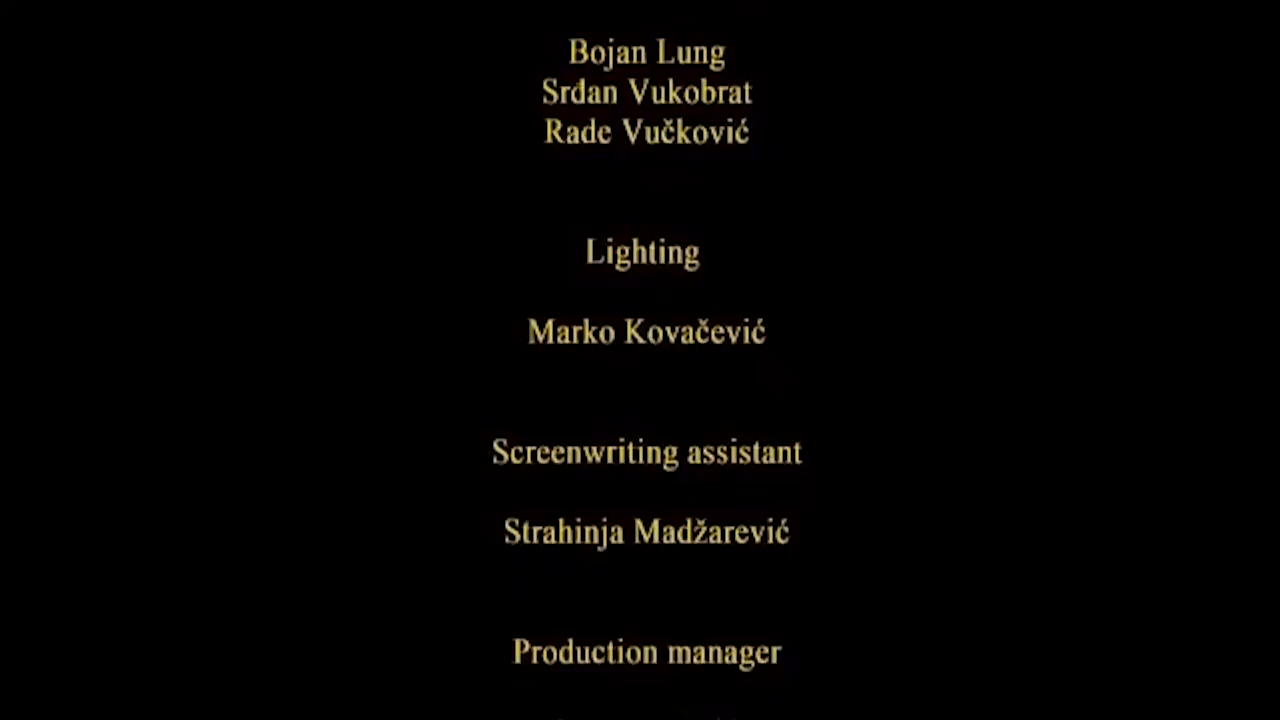 Bojan Lung
Srđan Vukobrat
Rade Vučković
Lighting
Marko Kovačević
Screenwriting assistant
Strahinja Madžarević
Production manager